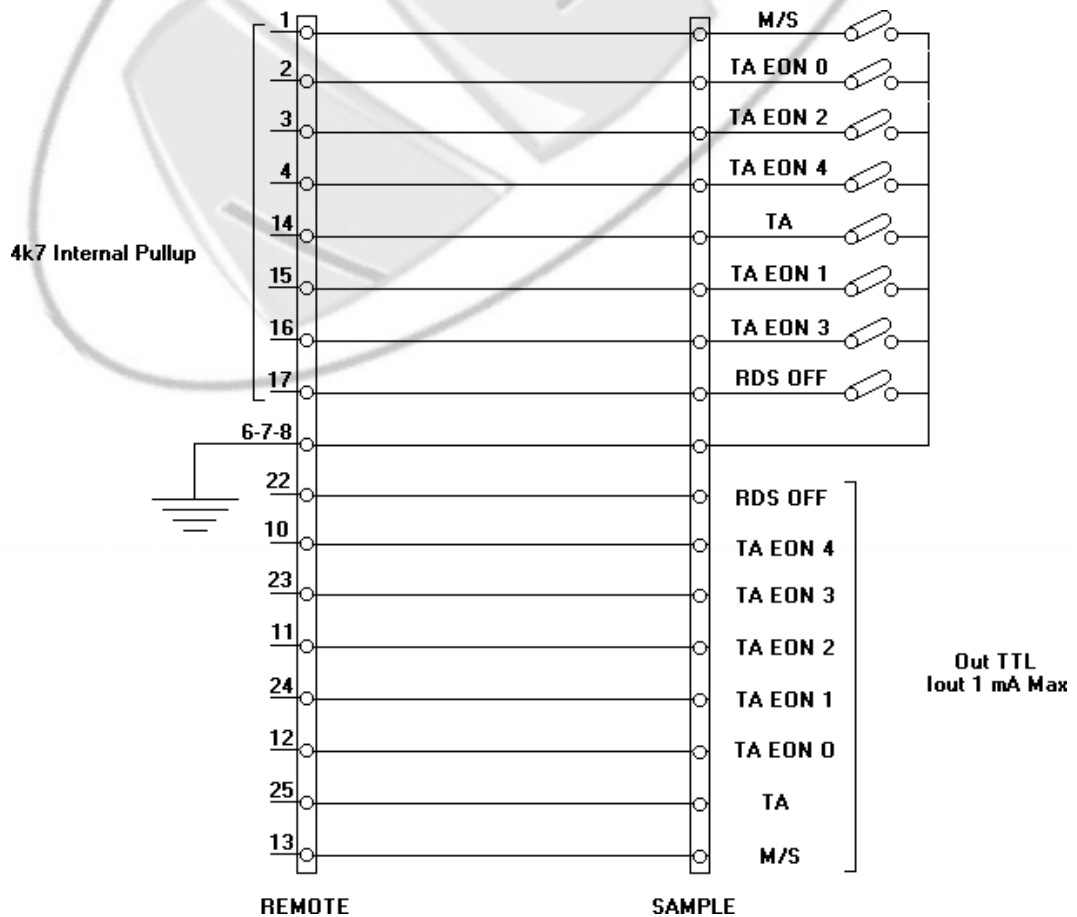 1 M/S
2 TA EON 0
3 TA EON 2
4 TA EON 4
14 TA
4k7 Internal Pullup
15 TA EON 1
16 TA EON 3
17 RDS OFF
6-7-8
22 RDS OFF
10 TA EON 4
23 TA EON 3
11 TA EON 2
Out TTL
Iout 1 mA Max
24 TA EON 1
12 TA EON 0
25 TA
13 M/S
REMOTE SAMPLE